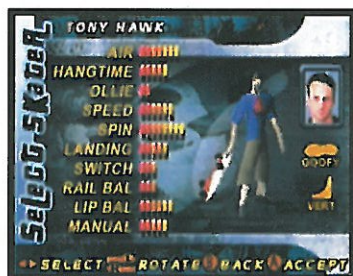 TONY HAWK
SELECT SKATER
AIR
HANGTIME
OLLIE
SPEED
SPIN
LANDING
SWITCH
RAIL BAL
LIP BAL
MANUAL
GOOFY
VERT
SELECT ROTATE B BACK A ACCEPT